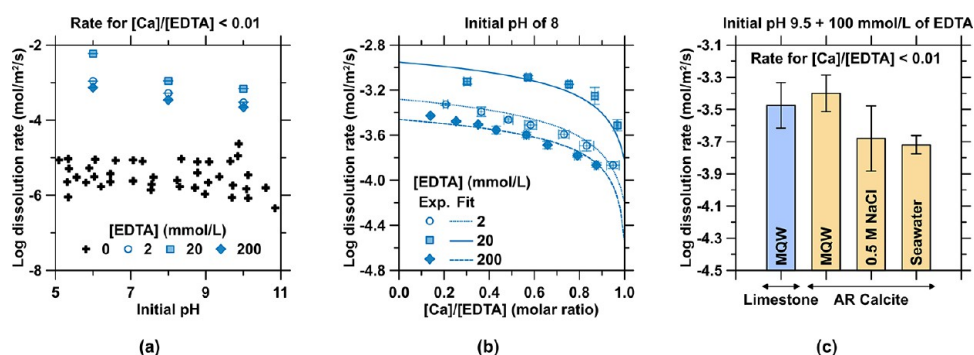 Rate for [Ca]/[EDTA] < 0.01
Log dissolution rate (mol/m²/s)
-2
-4
-6
-8
[EDTA] (mmol/L)
0 2 20 200
5 7 9 11
Initial pH
(a)
Initial pH of 8
Log dissolution rate (mol/m²/s)
-2.8
-3.2
-3.6
-4.0
-4.4
-4.8
[EDTA] (mmol/L)
Exp. Fit
2
20
200
0.0 0.2 0.4 0.6 0.8 1.0
[Ca]/[EDTA] (molar ratio)
(b)
Initial pH 9.5 + 100 mmol/L of EDTA
Rate for [Ca]/[EDTA] < 0.01
Log dissolution rate (mol/m²/s)
-3.1
-3.3
-3.5
-3.7
-3.9
-4.1
-4.3
-4.5
MQW
MQW
0.5 M NaCl
Seawater
Limestone AR Calcite
(c)